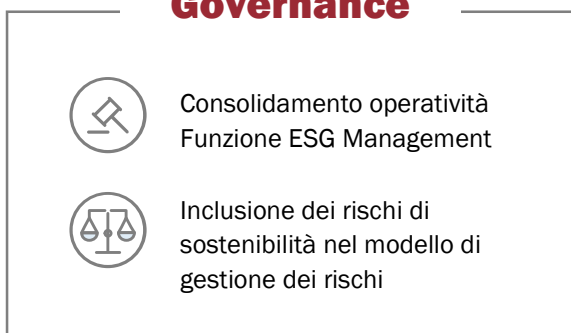 Governance
Consolidamento operatività
Funzione ESG Management
Inclusione dei rischi di
sostenibilità nel modello di
gestione dei rischi